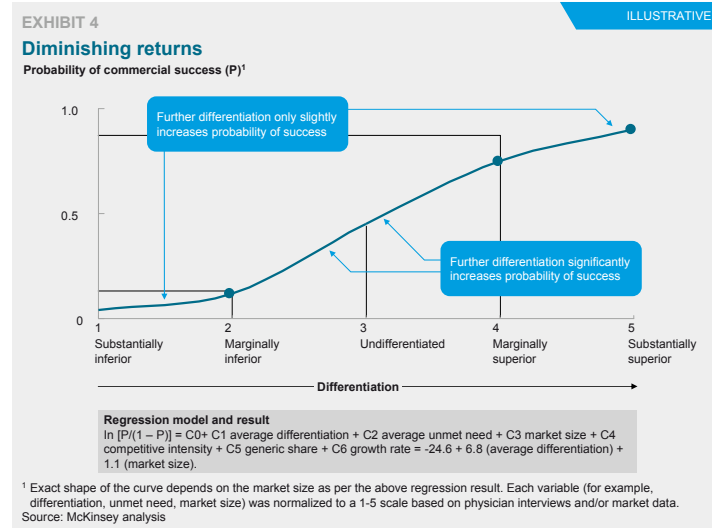 EXHIBIT 4
ILLUSTRATIVE
Diminishing returns
Probability of commercial success (P)¹
1.0
Further differentiation only slightly
increases probability of success
0.5
Further differentiation significantly
increases probability of success
0
1 2 3 4 5
Substantially Marginally Undifferentiated Marginally Substantially
inferior inferior superior superior
Differentiation
Regression model and result
In [P/(1 – P)] = C0+ C1 average differentiation + C2 average unmet need + C3 market size + C4
competitive intensity + C5 generic share + C6 growth rate = -24.6 + 6.8 (average differentiation) +
1.1 (market size).
¹ Exact shape of the curve depends on the market size as per the above regression result. Each variable (for example,
differentiation, unmet need, market size) was normalized to a 1-5 scale based on physician interviews and/or market data.
Source: McKinsey analysis